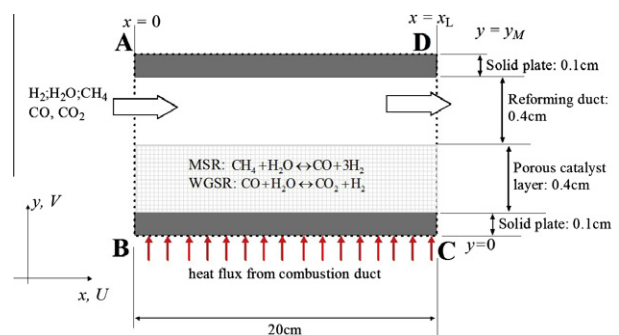 x = 0
x = x_L
A
D
y = y_M
Solid plate: 0.1cm
H2;H2O;CH4
CO, CO2
Reforming duct:
0.4cm
MSR: CH₄+H₂O↔CO+3H₂
WGSR: CO+H₂O↔CO₂+H₂
Porous catalyst
layer: 0.4cm
y, V
Solid plate: 0.1cm
B
C
y=0
heat flux from combustion duct
x, U
20cm